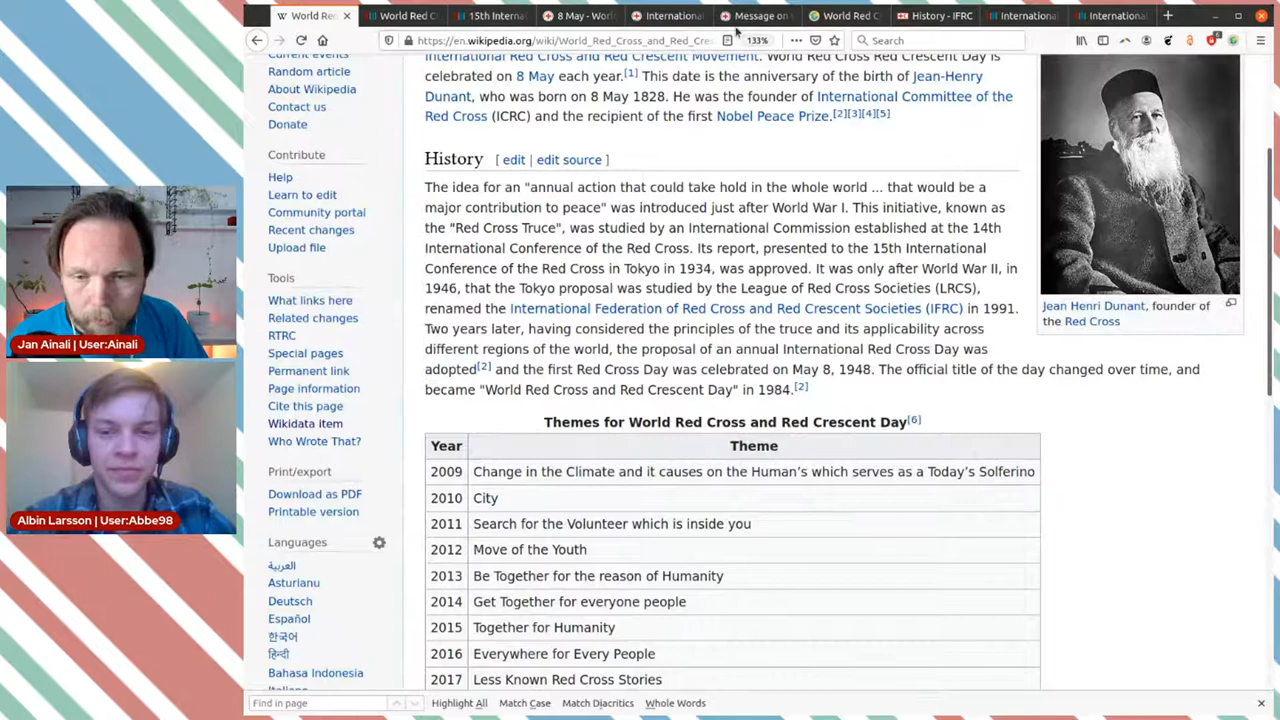 World Red
World Red C
15th Interna
8 May - Wor
International
Message on
World Red C
History - IFRC
International
International
https://en.wikipedia.org/wiki/World_Red_Cross_and_Red_Cres
133%
Search
Current events
Random article
About Wikipedia
Contact us
Donate
Contribute
Help
Learn to edit
Community portal
Recent changes
Upload file
Tools
What links here
Related changes
RTRC
Special pages
Permanent link
Page information
Cite this page
Wikidata item
Who Wrote That?
Print/export
Download as PDF
Printable version
Languages
العربية
Asturianu
Deutsch
Español
한국어
हिन्दी
Bahasa Indonesia
International Red Cross and Red Crescent Movement. World Red Cross Red Crescent Day is
celebrated on 8 May each year.[1] This date is the anniversary of the birth of Jean-Henry
Dunant, who was born on 8 May 1828. He was the founder of International Committee of the
Red Cross (ICRC) and the recipient of the first Nobel Peace Prize.[2][3][4][5]
History [ edit | edit source ]
The idea for an "annual action that could take hold in the whole world ... that would be a
major contribution to peace" was introduced just after World War I. This initiative, known as
the "Red Cross Truce", was studied by an International Commission established at the 14th
International Conference of the Red Cross. Its report, presented to the 15th International
Conference of the Red Cross in Tokyo in 1934, was approved. It was only after World War II, in
1946, that the Tokyo proposal was studied by the League of Red Cross Societies (LRCS),
renamed the International Federation of Red Cross and Red Crescent Societies (IFRC) in 1991.
Two years later, having considered the principles of the truce and its applicability across
different regions of the world, the proposal of an annual International Red Cross Day was
adopted[2] and the first Red Cross Day was celebrated on May 8, 1948. The official title of the day changed over time, and
became "World Red Cross and Red Crescent Day" in 1984.[2]
Jean Henri Dunant, founder of
the Red Cross
Themes for World Red Cross and Red Crescent Day[6]
Year Theme
2009 Change in the Climate and it causes on the Human's which serves as a Today's Solferino
2010 City
2011 Search for the Volunteer which is inside you
2012 Move of the Youth
2013 Be Together for the reason of Humanity
2014 Get Together for everyone people
2015 Together for Humanity
2016 Everywhere for Every People
2017 Less Known Red Cross Stories
Jan Ainali | User:Ainali
Albin Larsson | User:Abbe98
Find in page
Highlight All
Match Case
Match Diacritics
Whole Words